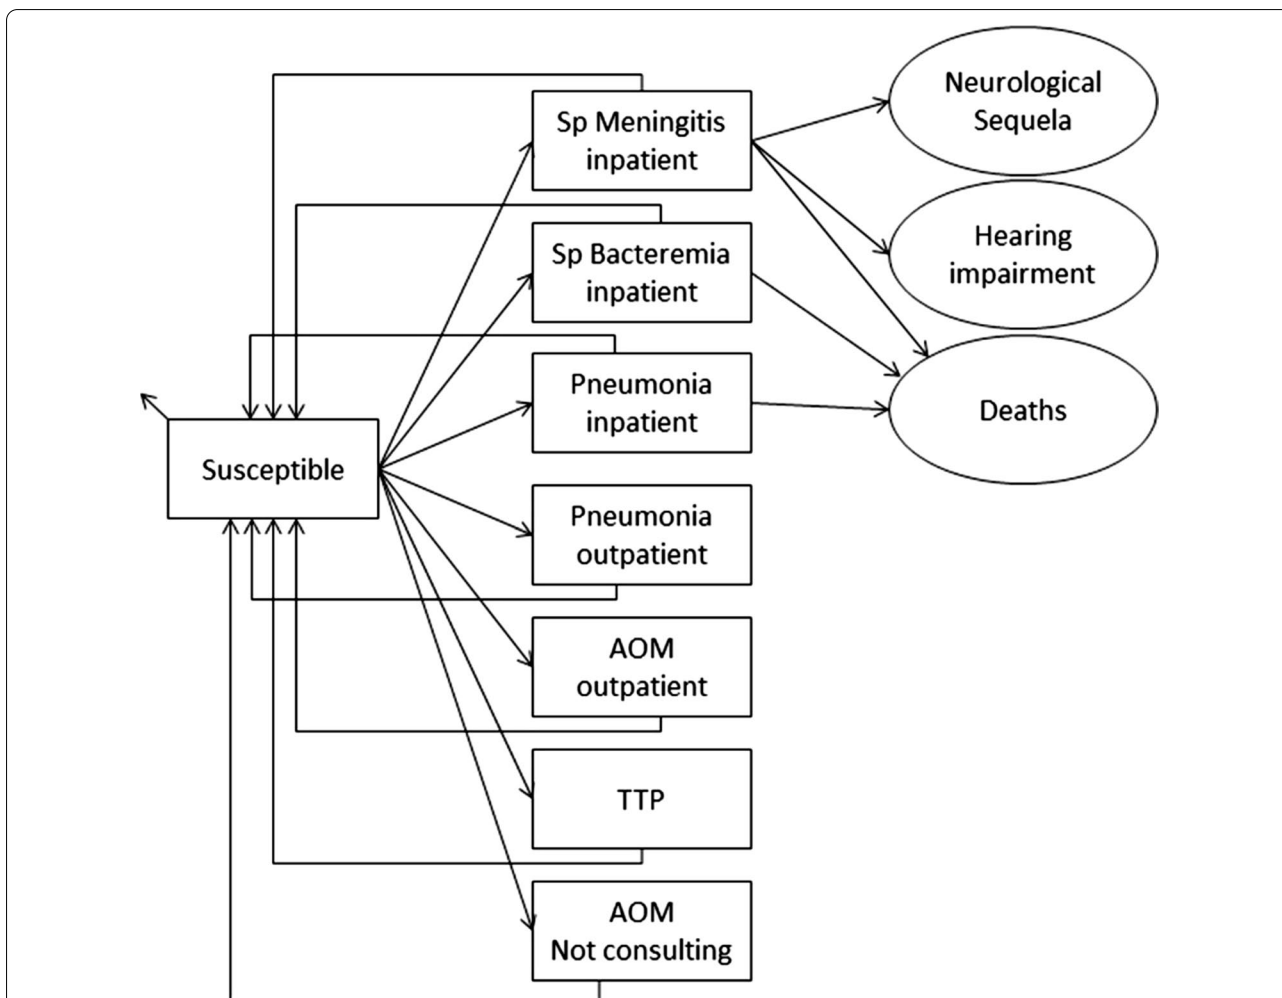 Sp Meningitis
inpatient
Neurological
Sequela
Sp Bacteremia
inpatient
Hearing
impairment
Pneumonia
inpatient
Deaths
Susceptible
Pneumonia
outpatient
AOM
outpatient
TTP
AOM
Not consulting